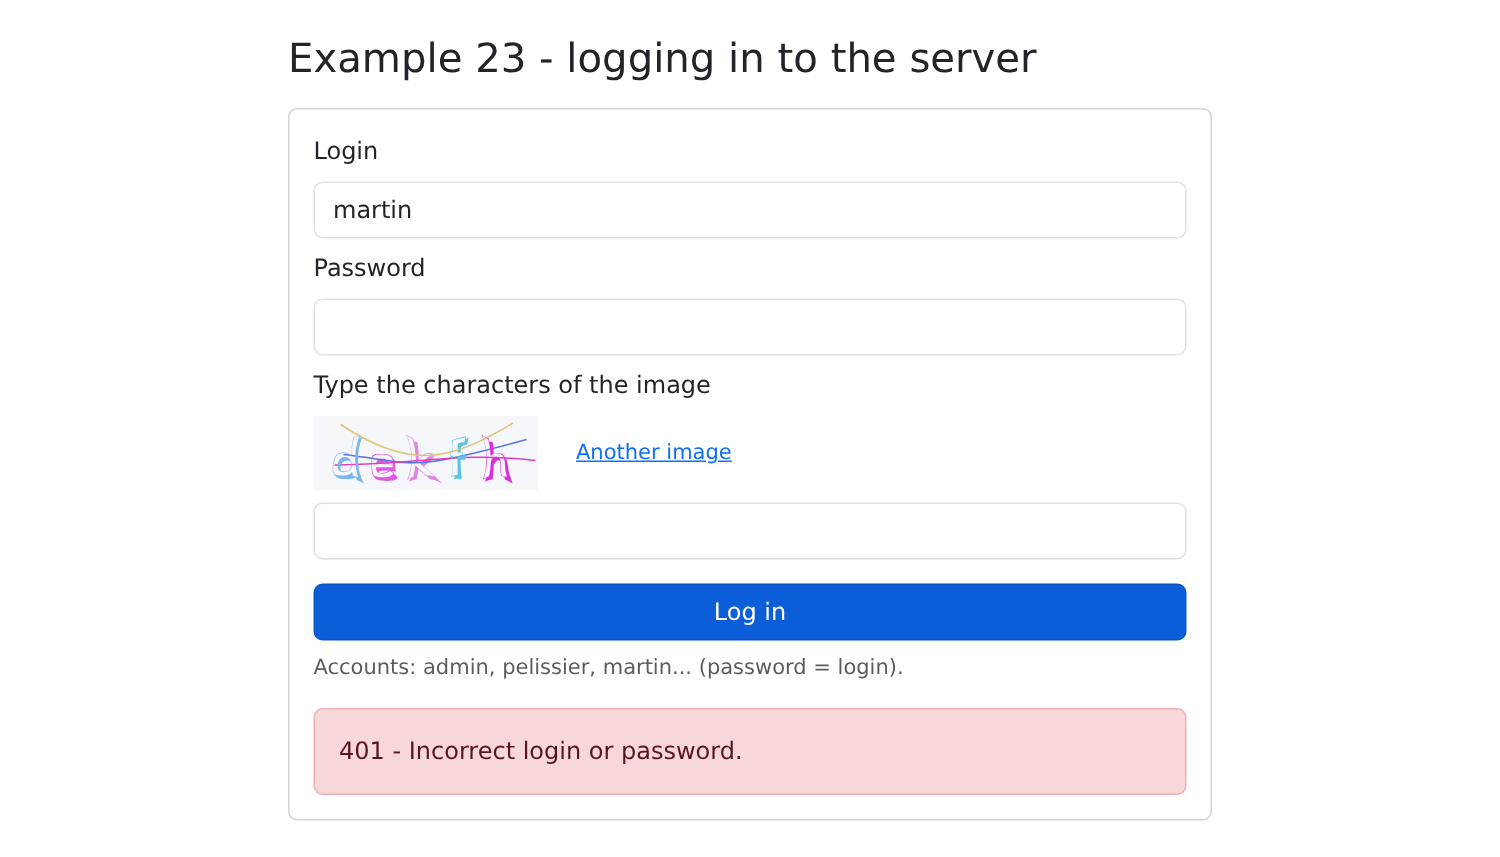 Example 23 - logging in to the server
Login
martin
Password
Type the characters of the image
dekfh
Another image
Log in
Accounts: admin, pelissier, martin... (password = login).
401 - Incorrect login or password.